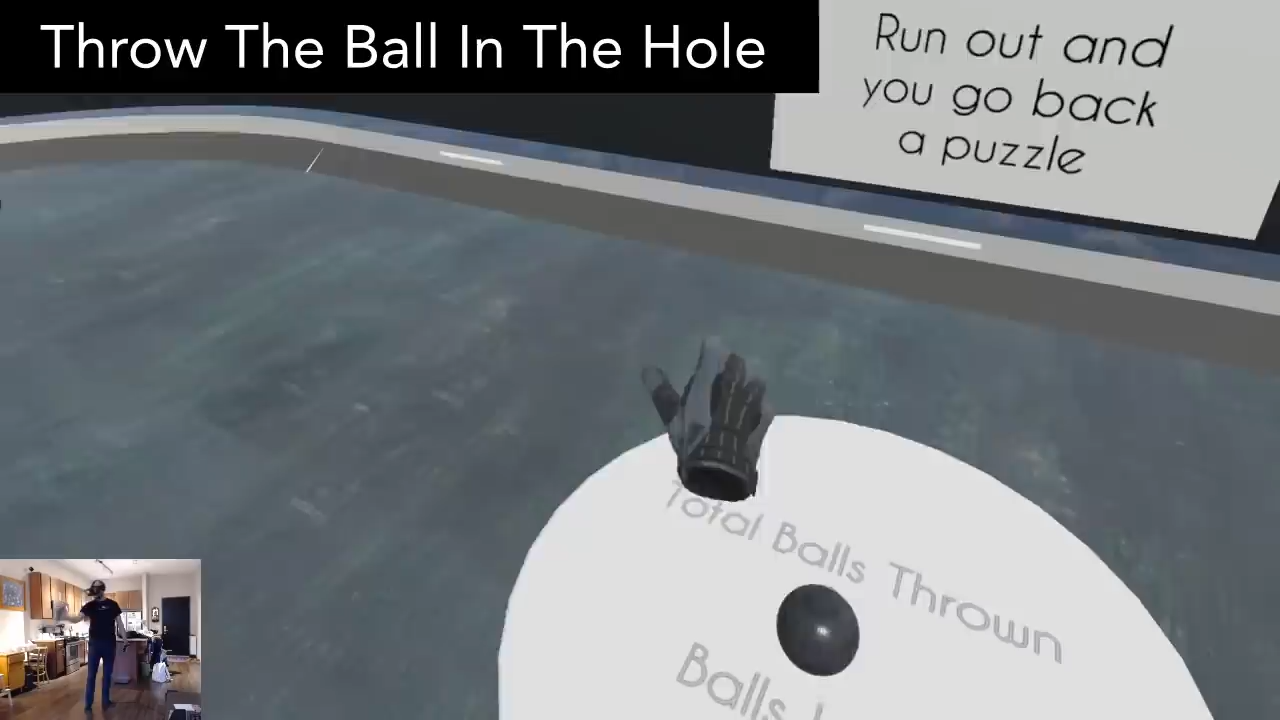 Throw The Ball In The Hole
Run out and
you go back
a puzzle
Total Balls Thrown
Balls